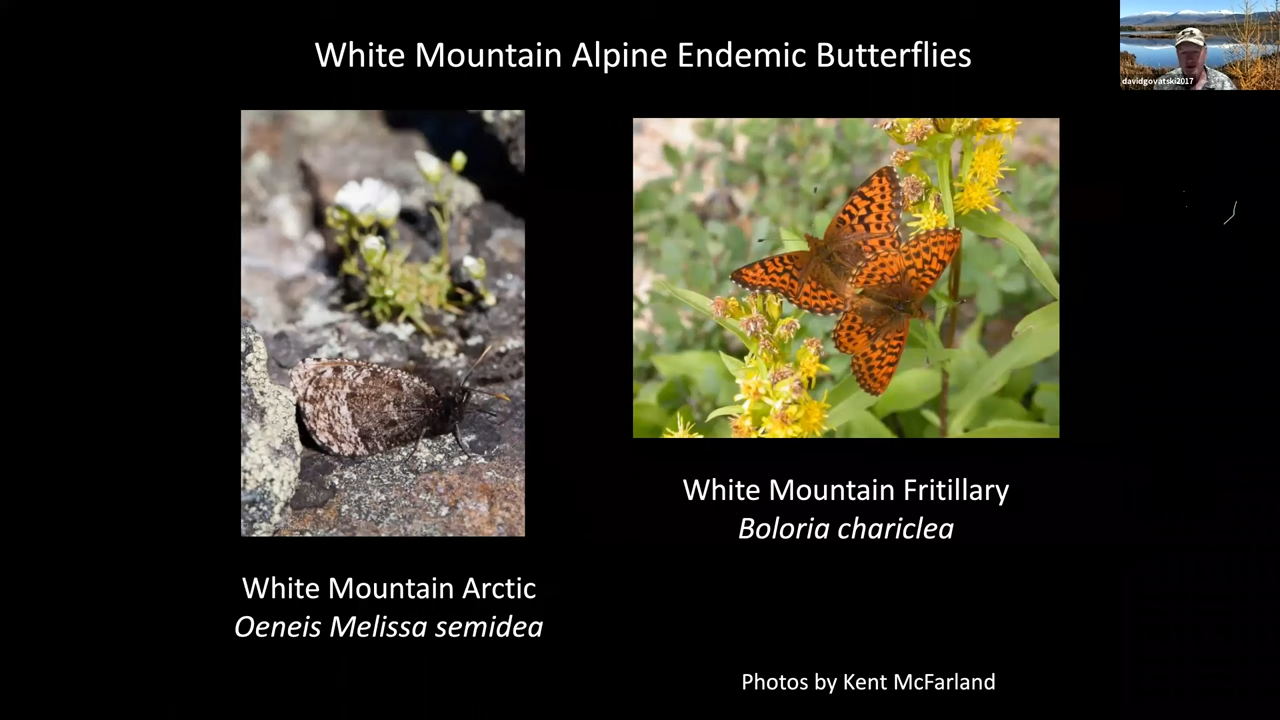 White Mountain Alpine Endemic Butterflies
davidgovatski2017
White Mountain Fritillary
Boloria chariclea
White Mountain Arctic
Oeneis Melissa semidea
Photos by Kent McFarland